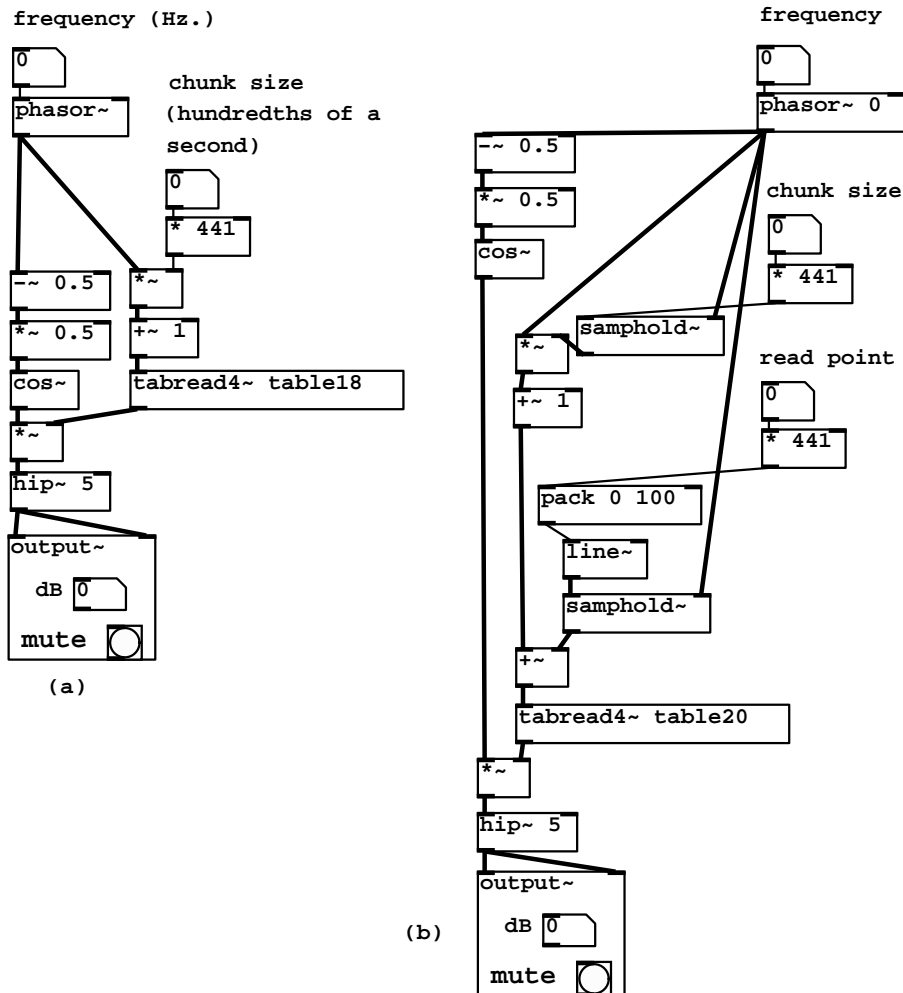 frequency (Hz.)
0
phasor~
chunk size
(hundredths of a
second)
0
* 441
-~ 0.5
*~
*~ 0.5
+~ 1
cos~
tabread4~ table18
*~
hip~ 5
output~
dB 0
mute
(a)
frequency
0
phasor~ 0
-~ 0.5
*~ 0.5
cos~
chunk size
0
* 441
samphold~
*~
+~ 1
read point
0
* 441
pack 0 100
line~
samphold~
+~
tabread4~ table20
*~
hip~ 5
output~
(b)
dB 0
mute